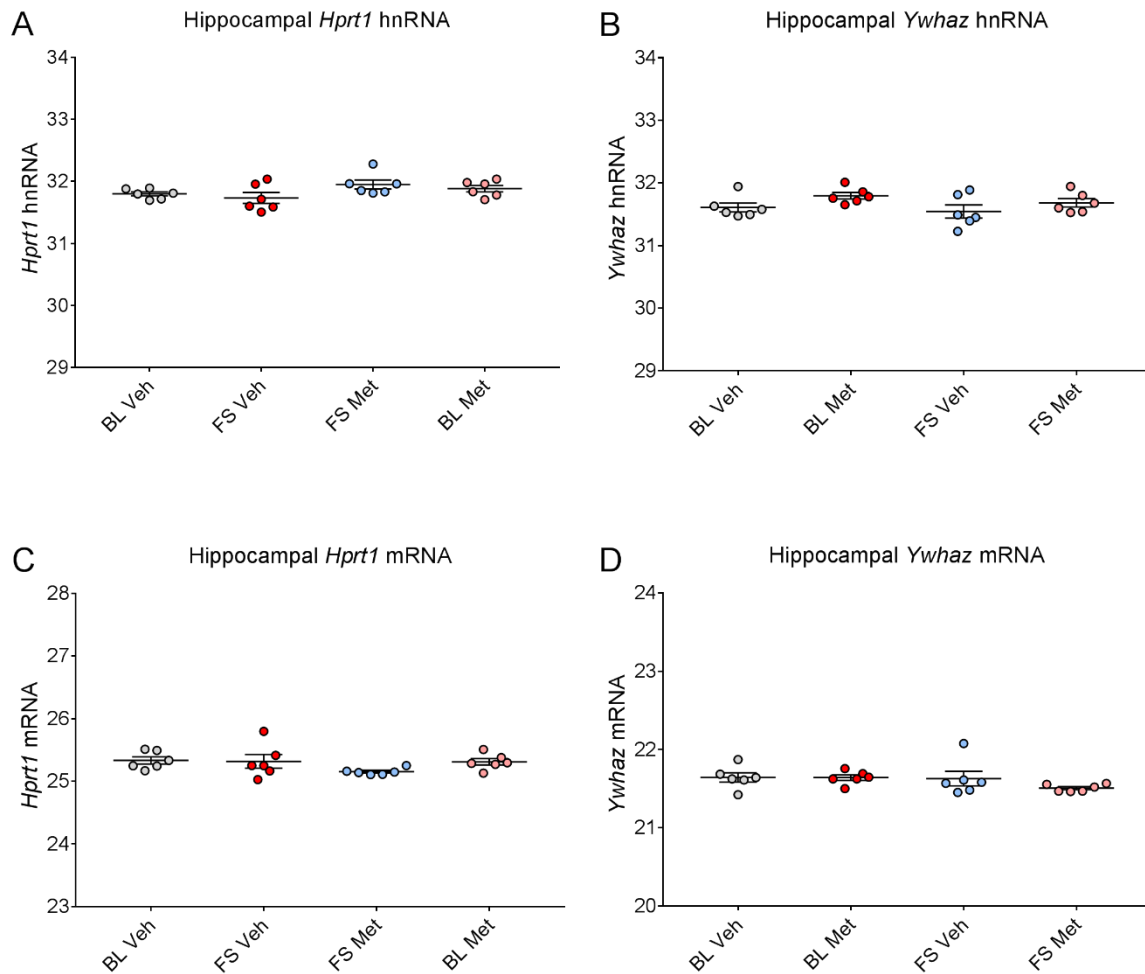 A
Hippocampal Hprt1 hnRNA
Hprt1 hnRNA
34
33
32
31
30
29
BL Veh
FS Veh
FS Met
BL Met
B
Hippocampal Ywhaz hnRNA
Ywhaz hnRNA
34
33
32
31
30
29
BL Veh
BL Met
FS Veh
FS Met
C
Hippocampal Hprt1 mRNA
Hprt1 mRNA
28
27
26
25
24
23
BL Veh
FS Veh
FS Met
BL Met
D
Hippocampal Ywhaz mRNA
Ywhaz mRNA
24
23
22
21
20
BL Veh
BL Met
FS Veh
FS Met